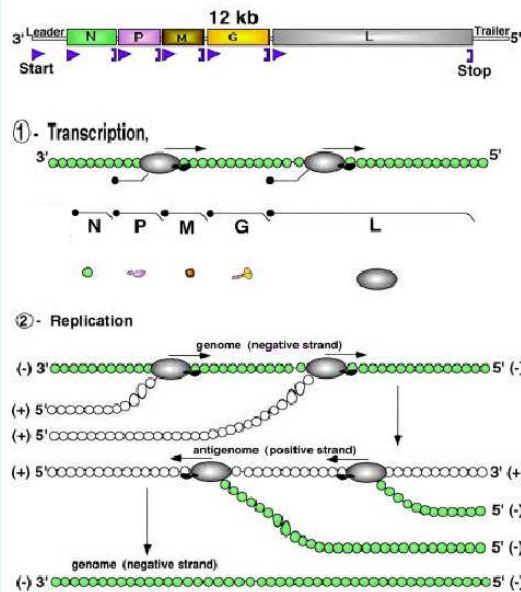 12 kb
3' Leader N P M G L Trailer 5'
Start Stop
① - Transcription,
3' 5'
N P M G L
② - Replication
genome (negative strand)
(-) 3' 5' (-)
(+) 5'
(+) 5'
antigenome (positive strand)
(+) 5' 3' (+
5' (-)
5' (-)
genome (negative strand)
(-) 3' 5' (-)